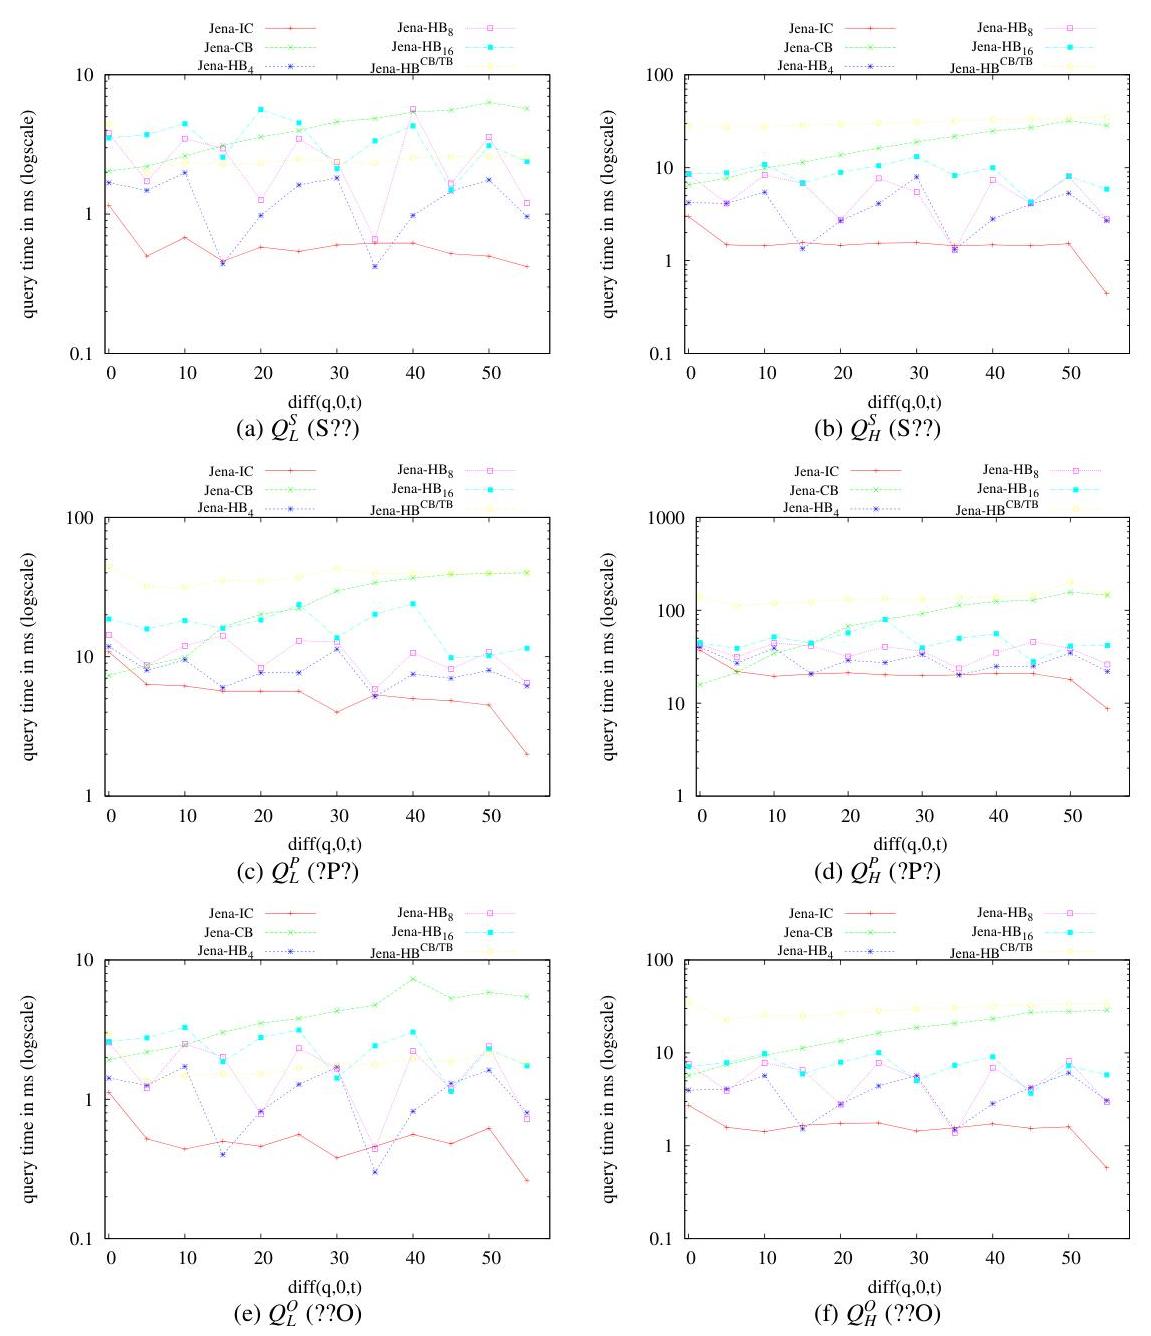 Jena-IC
Jena-CB
Jena-HB4
Jena-HB8
Jena-HB16
Jena-HB^CB/TB
query time in ms (logscale)
10
1
0.1
0 10 20 30 40 50
diff(q,0,t)
(a) Q_L^S (S??)
Jena-IC
Jena-CB
Jena-HB4
Jena-HB8
Jena-HB16
Jena-HB^CB/TB
query time in ms (logscale)
100
10
1
0.1
0 10 20 30 40 50
diff(q,0,t)
(b) Q_H^S (S??)
Jena-IC
Jena-CB
Jena-HB4
Jena-HB8
Jena-HB16
Jena-HB^CB/TB
query time in ms (logscale)
100
10
1
0 10 20 30 40 50
diff(q,0,t)
(c) Q_L^P (?P?)
Jena-IC
Jena-CB
Jena-HB4
Jena-HB8
Jena-HB16
Jena-HB^CB/TB
query time in ms (logscale)
1000
100
10
1
0 10 20 30 40 50
diff(q,0,t)
(d) Q_H^P (?P?)
Jena-IC
Jena-CB
Jena-HB4
Jena-HB8
Jena-HB16
Jena-HB^CB/TB
query time in ms (logscale)
10
1
0.1
0 10 20 30 40 50
diff(q,0,t)
(e) Q_L^O (??O)
Jena-IC
Jena-CB
Jena-HB4
Jena-HB8
Jena-HB16
Jena-HB^CB/TB
query time in ms (logscale)
100
10
1
0.1
0 10 20 30 40 50
diff(q,0,t)
(f) Q_H^O (??O)